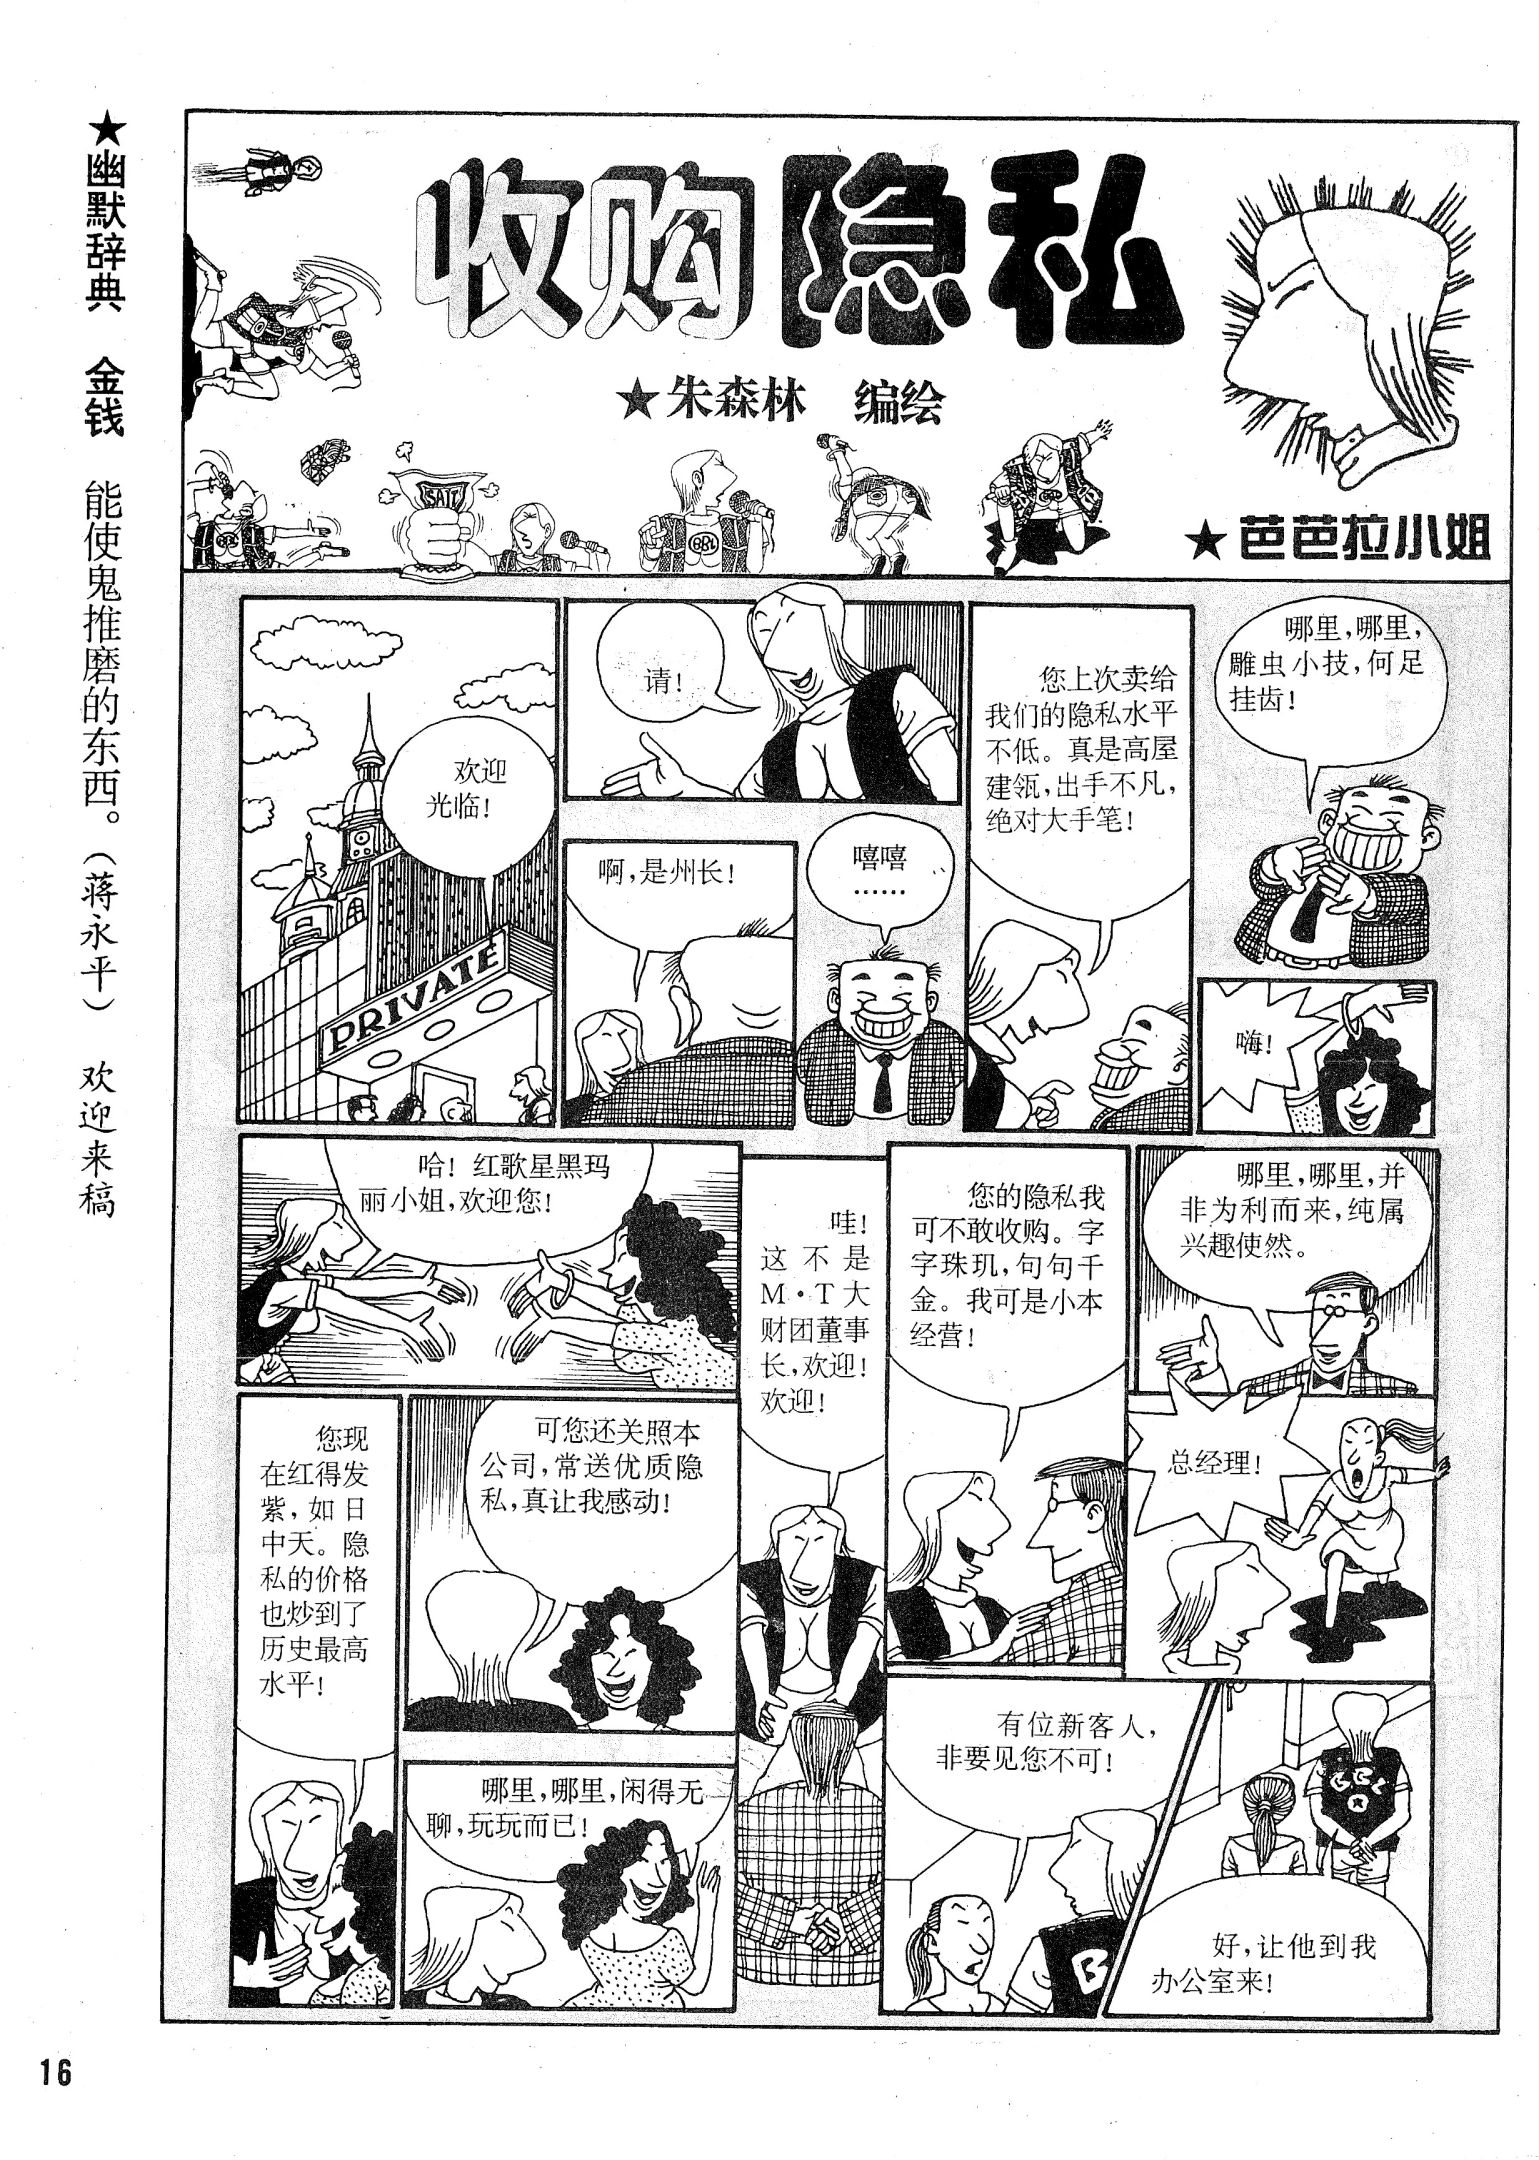 ★幽默辞典 金钱 能使鬼推磨的东西。(蒋永平) 欢迎来稿
收购隐私
★朱森林 编绘
SATT
BBL
★芭芭拉小姐
欢迎
光临!
PRIVATE
请!
啊,是州长!
嘻嘻
……
您上次卖给
我们的隐私水平
不低。真是高屋
建瓴,出手不凡,
绝对大手笔!
哪里,哪里,
雕虫小技,何足
挂齿!
嗨!
哈!红歌星黑玛
丽小姐,欢迎您!
您现
在红得发
紫,如日
中天。隐
私的价格
也炒到了
历史最高
水平!
可您还关照本
公司,常送优质隐
私,真让我感动!
哪里,哪里,闲得无
聊,玩玩而已!
哇!
这不是
M·T大
财团董事
长,欢迎!
欢迎!
您的隐私我
可不敢收购。字
字珠玑,句句千
金。我可是小本
经营!
哪里,哪里,并
非为利而来,纯属
兴趣使然。
总经理!
有位新客人,
非要见您不可!
B
好,让他到我
办公室来!
16